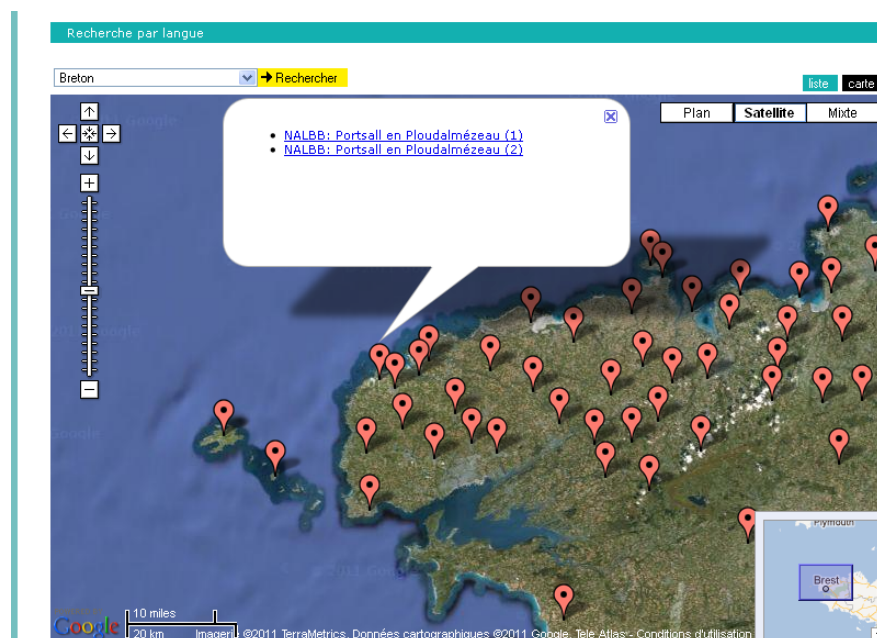 Recherche par langue
Breton
→ Rechercher
liste
carte
Plan
Satellite
Mixte
• NALBB: Portsall en Ploudalmézeau (1)
• NALBB: Portsall en Ploudalmézeau (2)
Plymouth
Brest
10 miles
20 km
Google
©2011 TerraMetrics, Données cartographiques ©2011 Google, Tele Atlas - Conditions d'utilisation